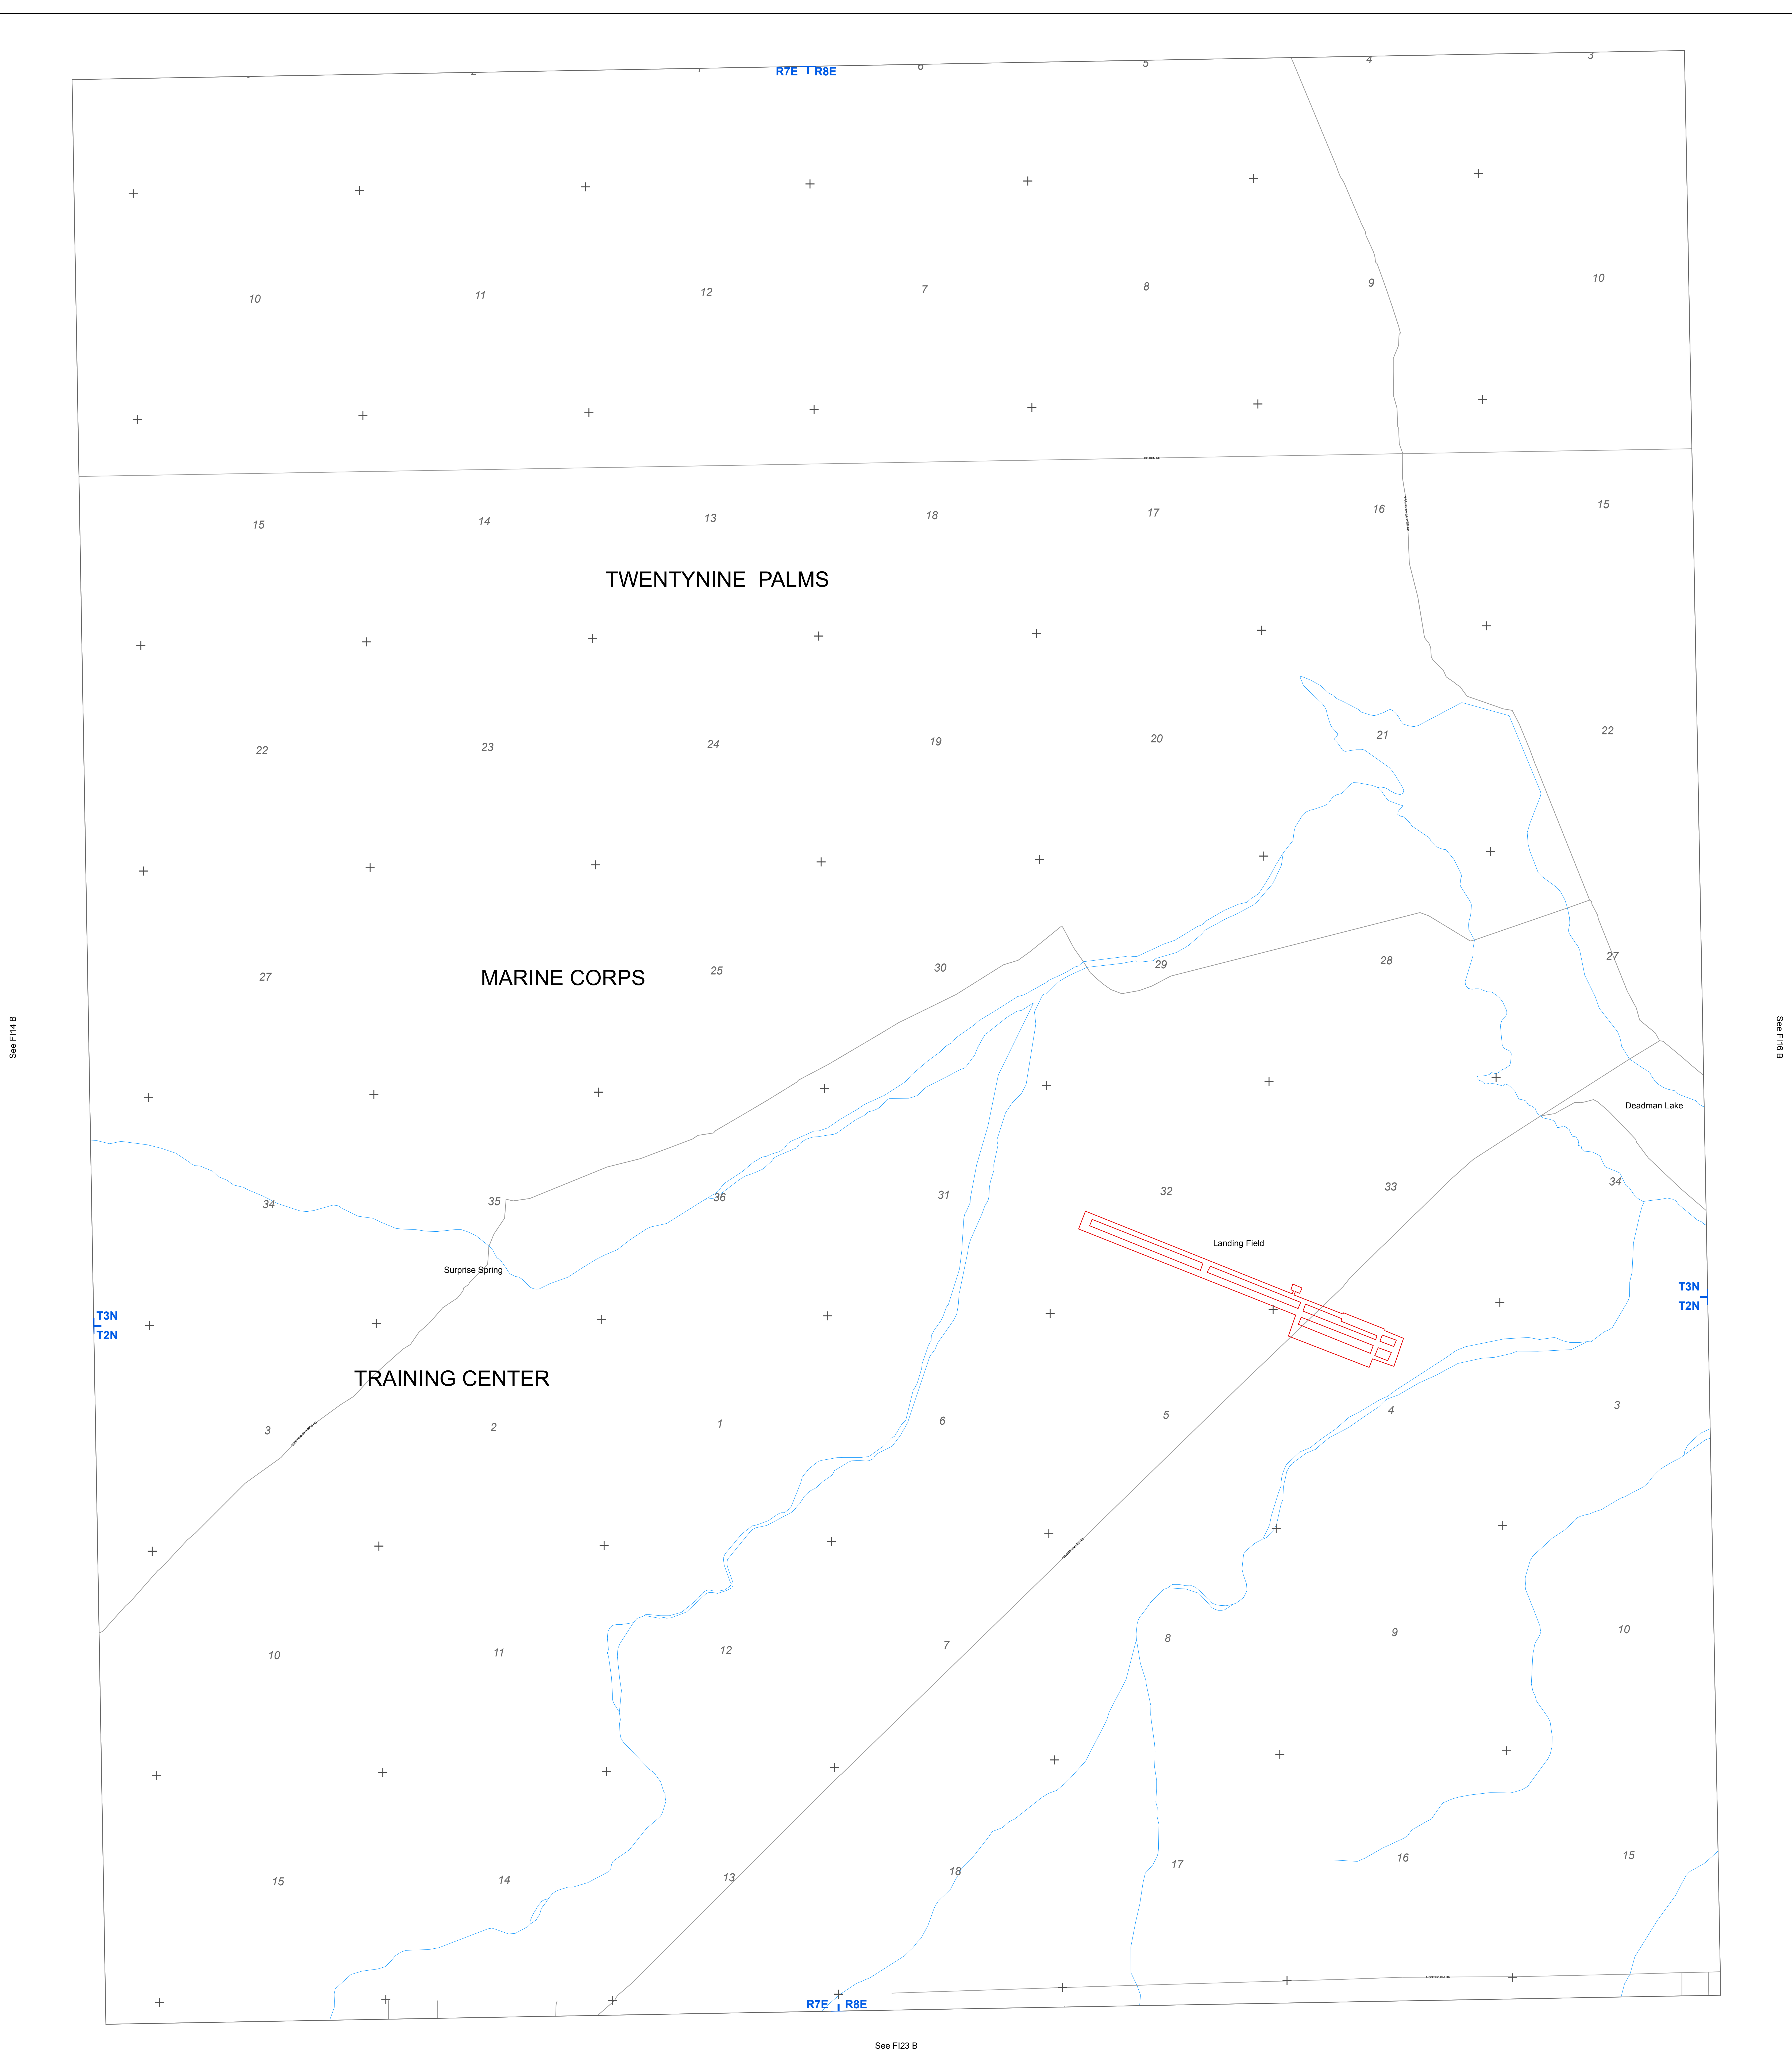 5 4 3
R7E R8E
10 11 12 7 8 9 10
15 14 13 18 17 16 15
TWENTYNINE PALMS
22 23 24 19 20 21 22
27 25 30 29 28 27
MARINE CORPS
See FI14 B
See FI16 B
Deadman Lake
34 35 36 31 32 33 34
Landing Field
Surprise Spring
T3N
T2N
T3N
T2N
TRAINING CENTER
3 2 1 6 5 4 3
10 11 12 7 8 9 10
15 14 13 18 17 16 15
R7E R8E
See FI23 B